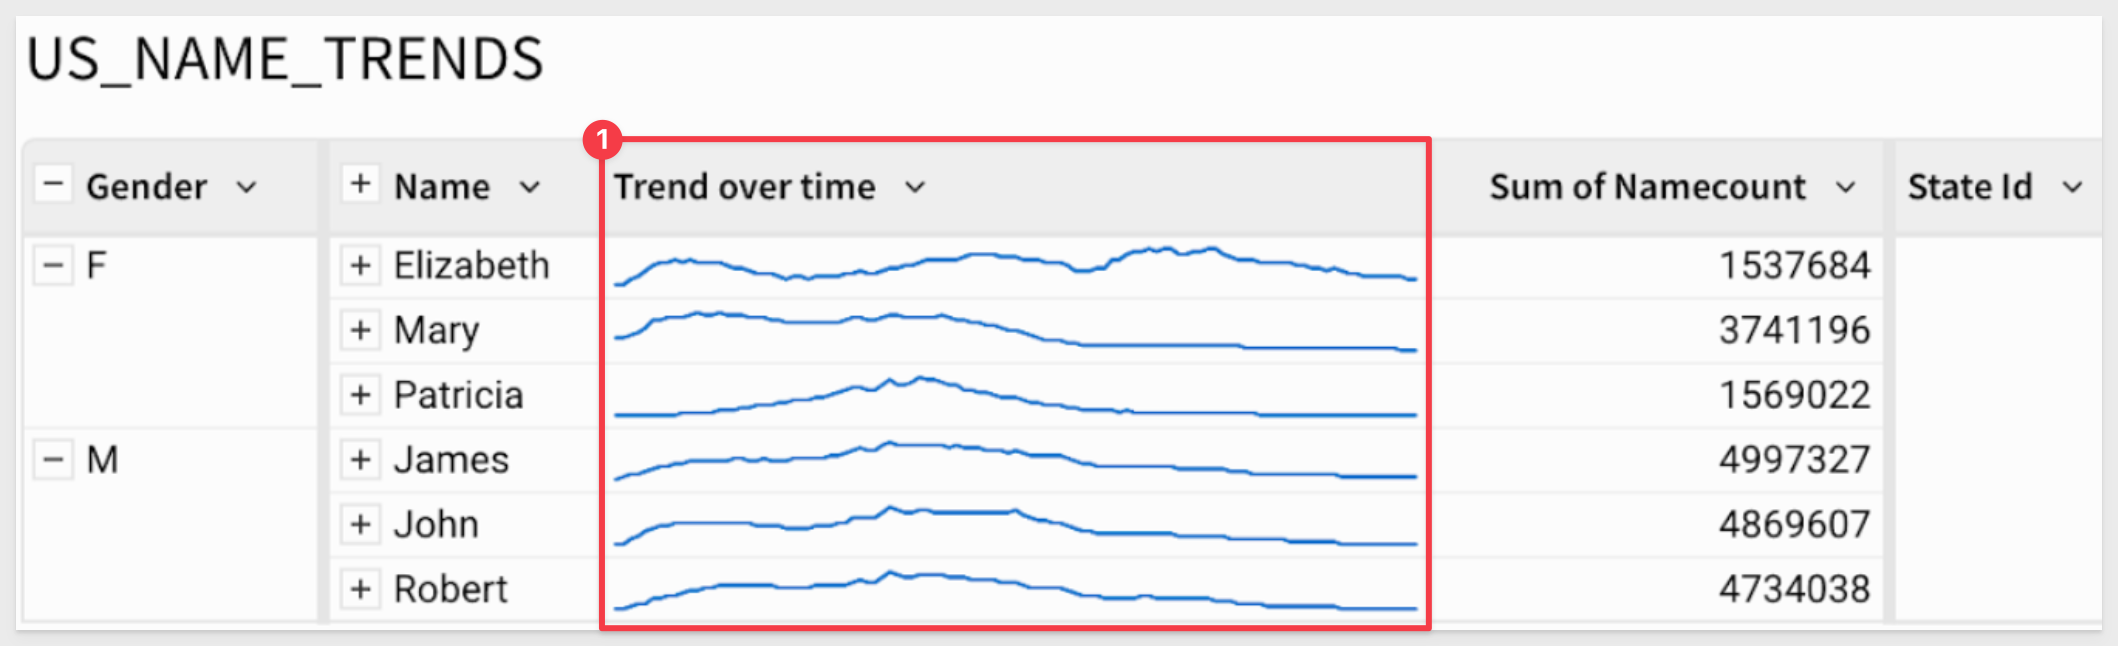 US_NAME_TRENDS
1
− Gender + Name Trend over time Sum of Namecount State Id
− F + Elizabeth 1537684
+ Mary 3741196
+ Patricia 1569022
− M + James 4997327
+ John 4869607
+ Robert 4734038